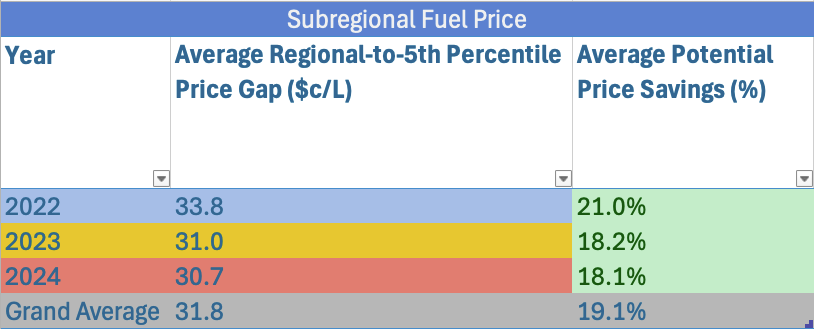 Subregional Fuel Price
Year
Average Regional-to-5th Percentile
Price Gap ($c/L)
Average Potential
Price Savings (%)
2022 33.8 21.0%
2023 31.0 18.2%
2024 30.7 18.1%
Grand Average 31.8 19.1%